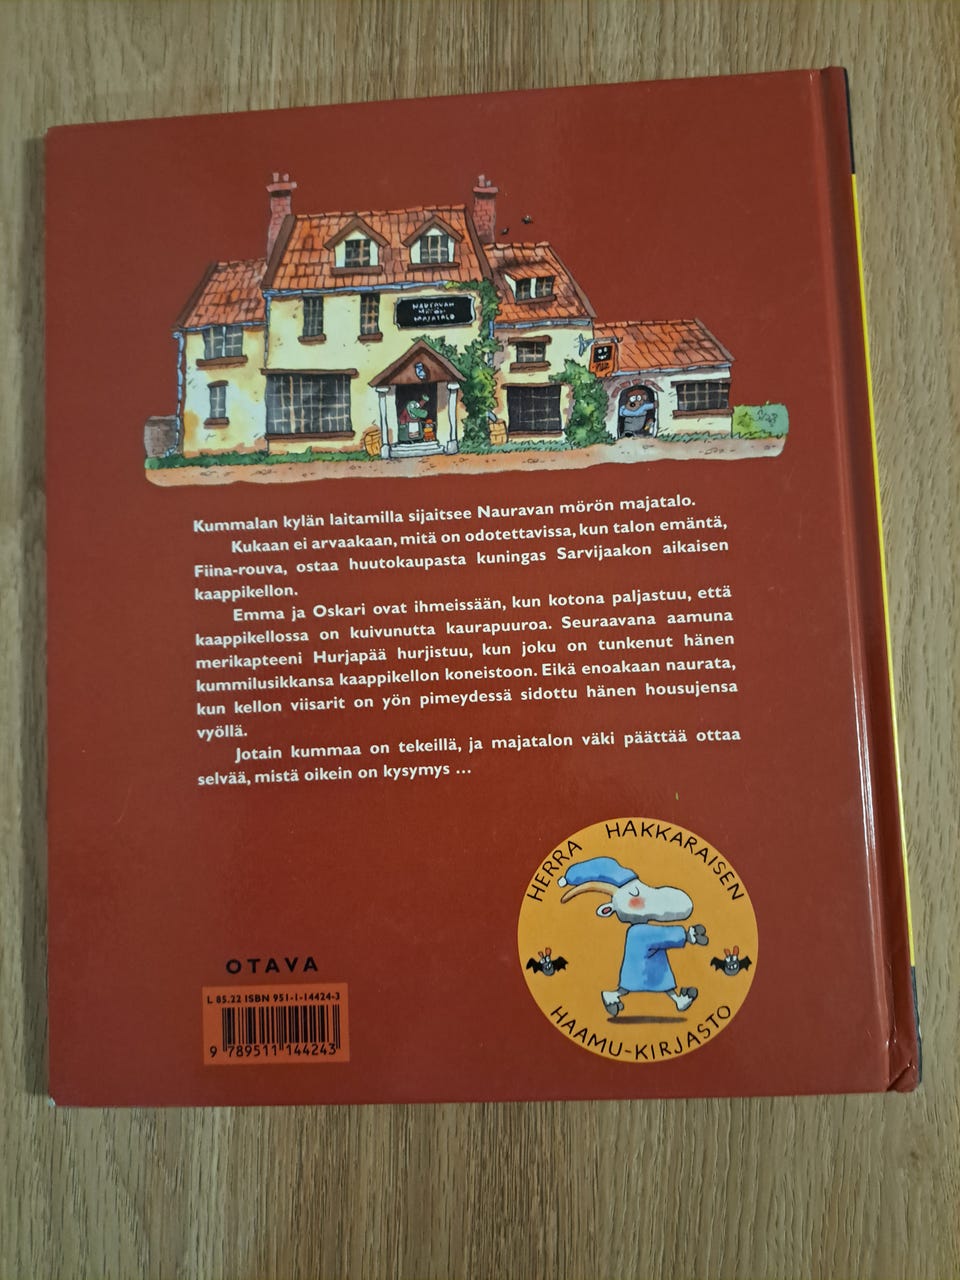 NAURAVAN
MÖRÖN
MAJATALO
Kummalan kylän laitamilla sijaitsee Nauravan mörön majatalo.
Kukaan ei arvaakaan, mitä on odotettavissa, kun talon emäntä,
Fiina-rouva, ostaa huutokaupasta kuningas Sarvijaakon aikaisen
kaappikellon.
Emma ja Oskari ovat ihmeissään, kun kotona paljastuu, että
kaappikellossa on kuivunutta kaurapuuroa. Seuraavana aamuna
merikapteeni Hurjapää hurjistuu, kun joku on tunkenut hänen
kummilusikkansa kaappikellon koneistoon. Eikä enoakaan naurata,
kun kellon viisarit on yön pimeydessä sidottu hänen housujensa
vyöllä.
Jotain kummaa on tekeillä, ja majatalon väki päättää ottaa
selvää, mistä oikein on kysymys ...
HERRA HAKKARAISEN
HAAMU-KIRJASTO
OTAVA
L 85.22 ISBN 951-1-14424-3
9 789511 144243